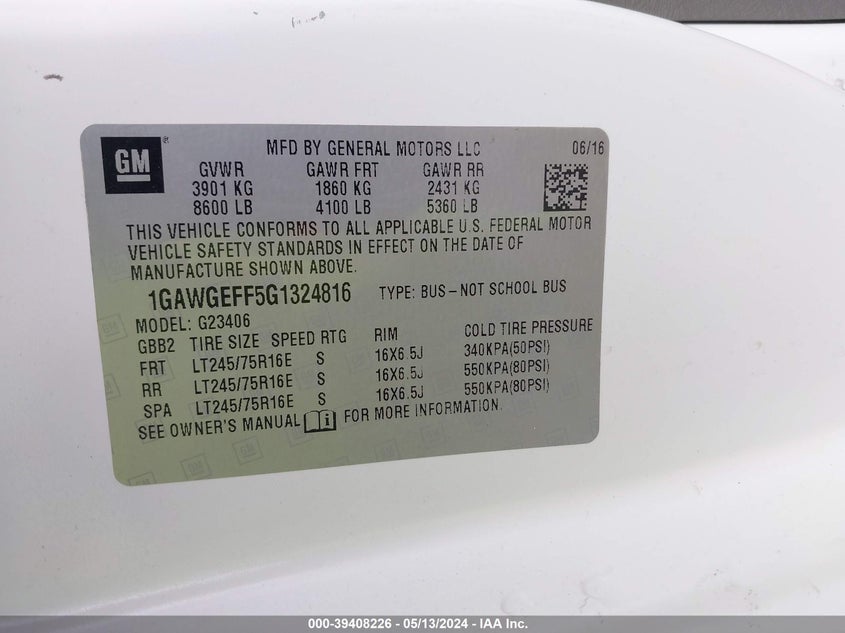 GM
MFD BY GENERAL MOTORS LLC 06/16
GVWR GAWR FRT GAWR RR
3901 KG 1860 KG 2431 KG
8600 LB 4100 LB 5360 LB
THIS VEHICLE CONFORMS TO ALL APPLICABLE U.S. FEDERAL MOTOR
VEHICLE SAFETY STANDARDS IN EFFECT ON THE DATE OF
MANUFACTURE SHOWN ABOVE.
1GAWGEFF5G1324816 TYPE: BUS-NOT SCHOOL BUS
MODEL: G23406
GBB2 TIRE SIZE SPEED RTG RIM COLD TIRE PRESSURE
FRT LT245/75R16E S 16X6.5J 340KPA(50PSI)
RR LT245/75R16E S 16X6.5J 550KPA(80PSI)
SPA LT245/75R16E S 16X6.5J 550KPA(80PSI)
SEE OWNER'S MANUAL i FOR MORE INFORMATION.
000-39408226 - 05/13/2024 - IAA Inc.